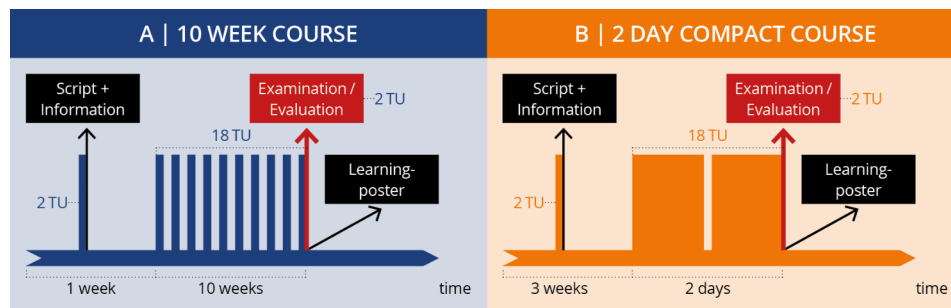 A | 10 WEEK COURSE
Script +
Information
Examination /
Evaluation
2 TU
18 TU
Learning-
poster
2 TU
1 week
10 weeks
time
B | 2 DAY COMPACT COURSE
Script +
Information
Examination /
Evaluation
2 TU
18 TU
Learning-
poster
2 TU
3 weeks
2 days
time